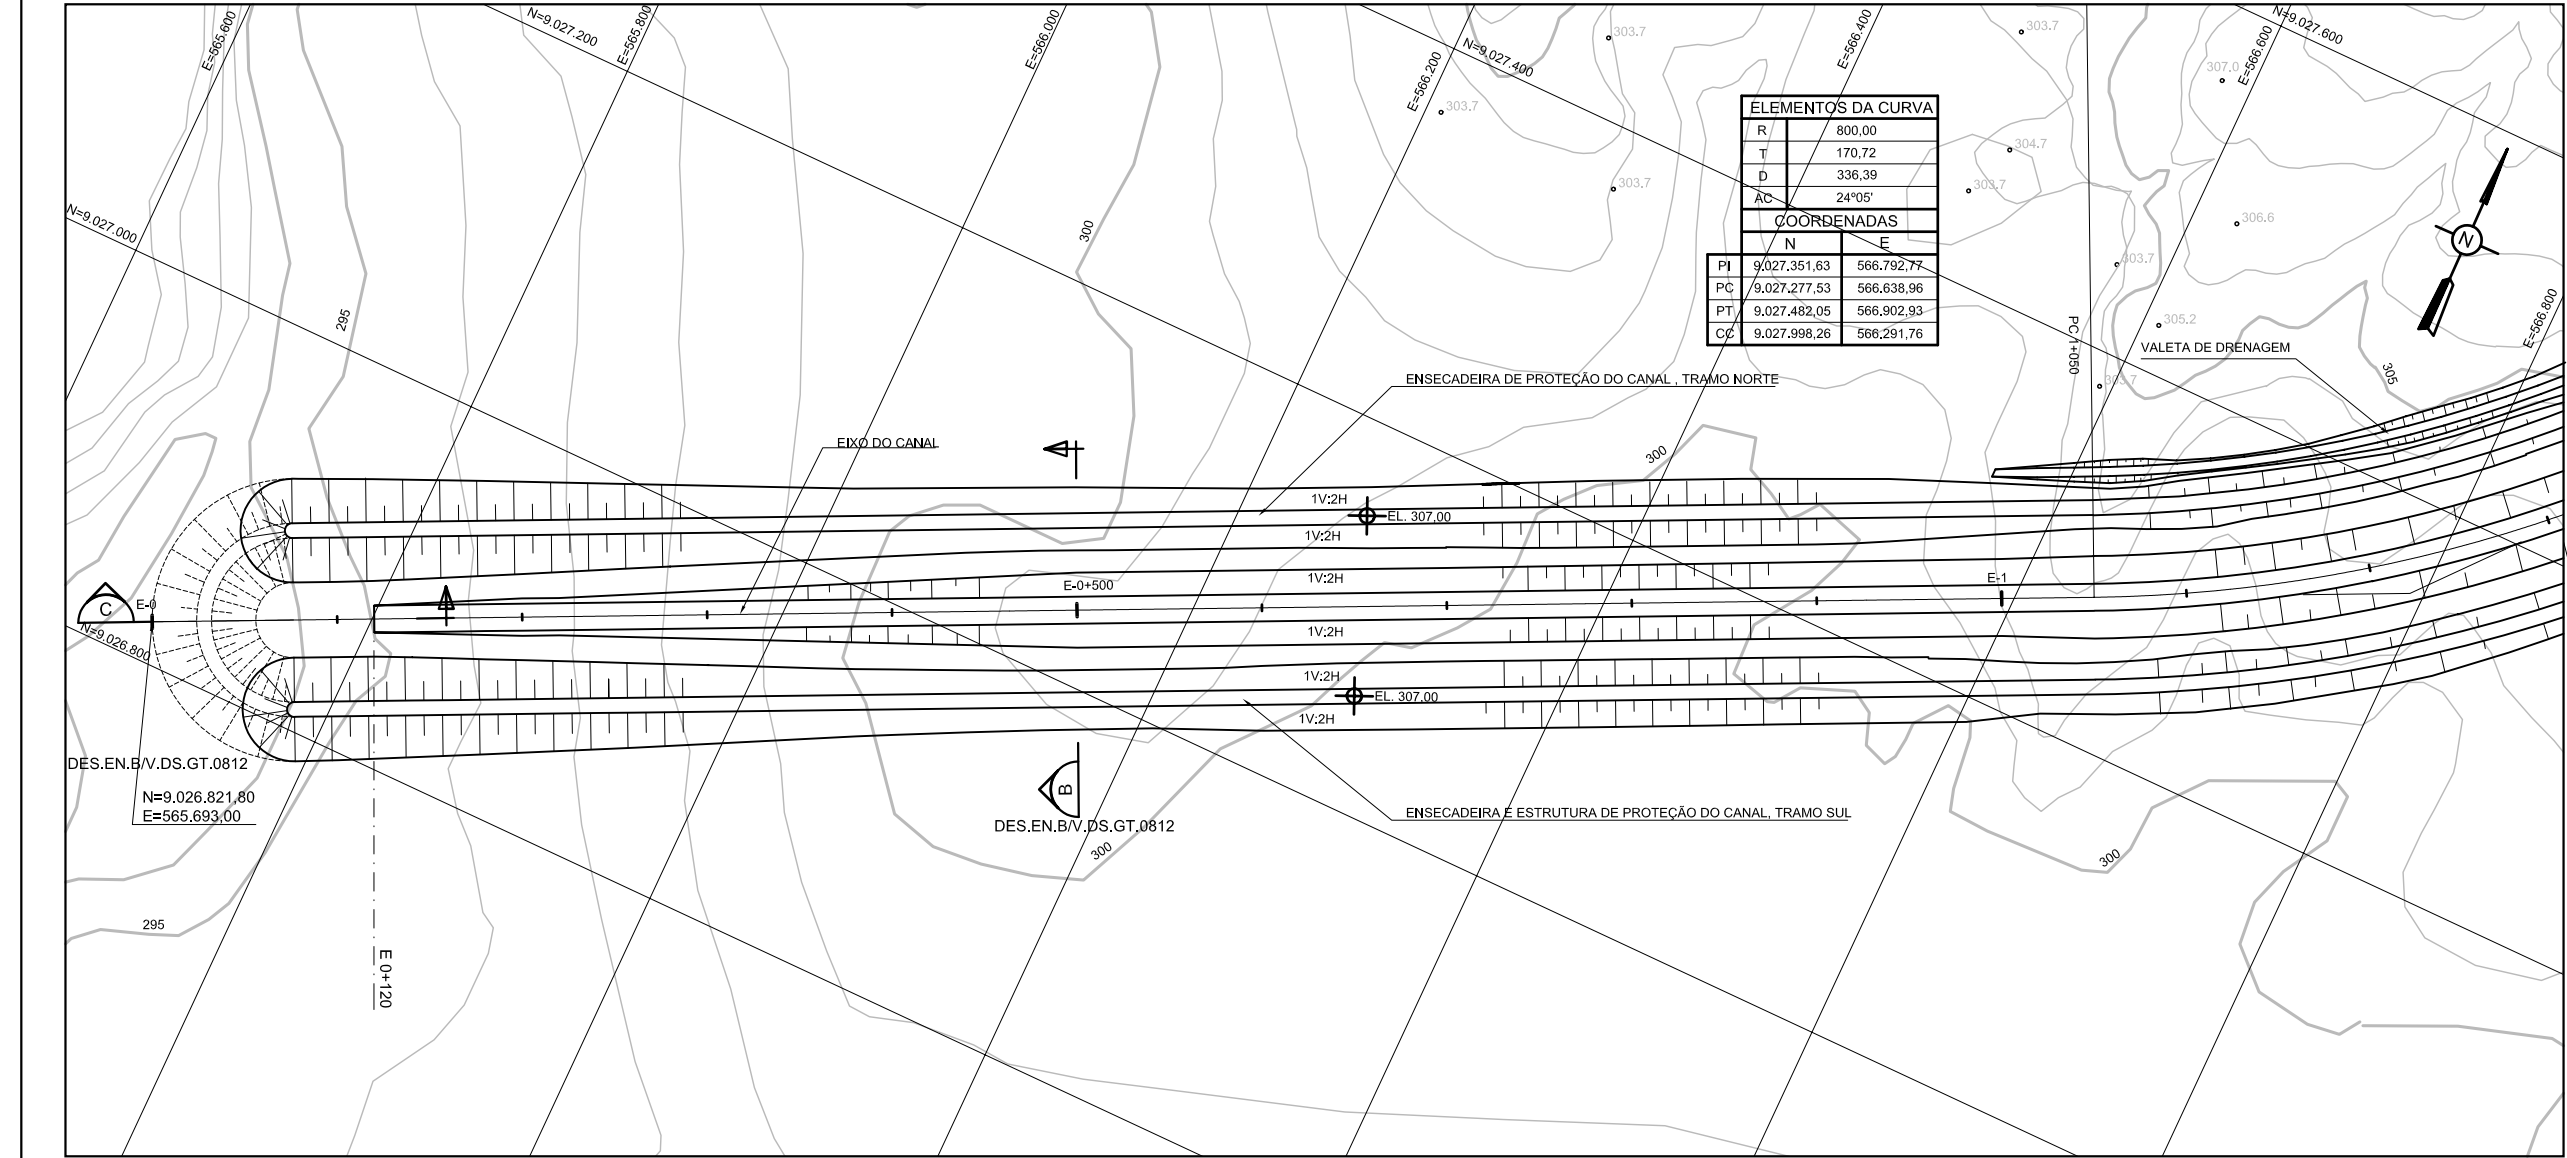 E=565.600
N=9.027.200
E=565.800
E=566.000
E=566.200
N=9.027.400
303.7
E=566.400
303.7
N=9.027.600
E=566.600
307.0
303.7
ELEMENTOS DA CURVA
R 800,00
T 170,72
D 336,39
AC 24º05'
COORDENADAS
N E
PI 9.027.351,63 566.792,77
PC 9.027.277,53 566.638,96
PT 9.027.482,05 566.902,93
CC 9.027.998,26 566.291,76
304.7
303.7
303.7
306.6
N
303.7
N=9.027.000
300
295
305.2
E=566.800
PC 1+050
VALETA DE DRENAGEM
305
ENSECADEIRA DE PROTEÇÃO DO CANAL , TRAMO NORTE
EIXO DO CANAL
300
1V:2H
EL. 307,00
1V:2H
1V:2H
E-0+500
E-1
C
E-0
N=9.026.800
1V:2H
1V:2H
EL. 307,00
1V:2H
DES.EN.B/V.DS.GT.0812
N=9.026.821,80
E=565.693,00
B
DES.EN.B/V.DS.GT.0812
ENSECADEIRA E ESTRUTURA DE PROTEÇÃO DO CANAL, TRAMO SUL
300
300
295
E 0+120